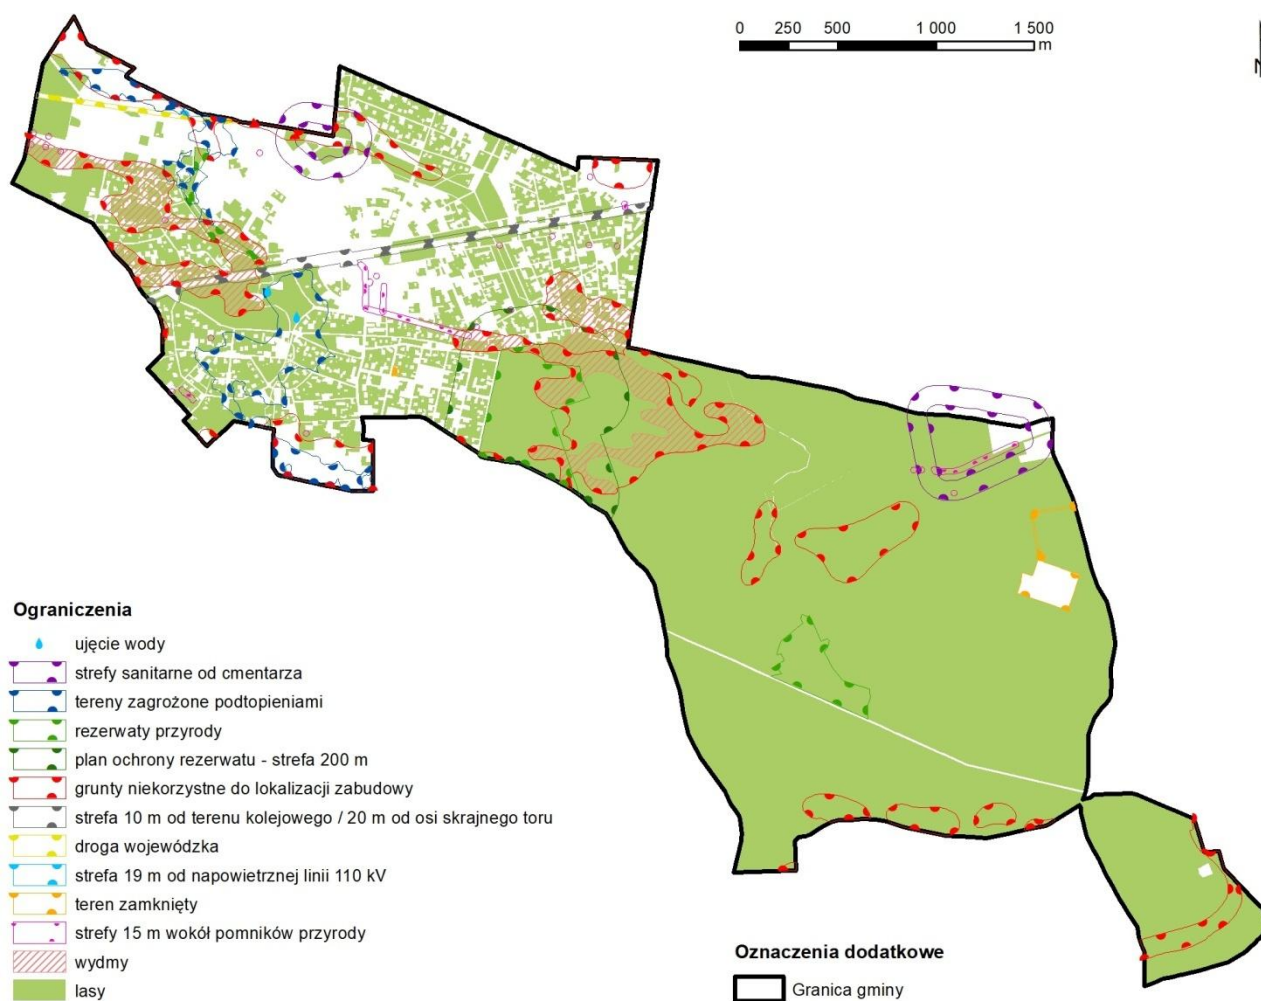 0 250 500 1 000 1 500
m
Ograniczenia
ujęcie wody
strefy sanitarne od cmentarza
tereny zagrożone podtopieniami
rezerwaty przyrody
plan ochrony rezerwatu - strefa 200 m
grunty niekorzystne do lokalizacji zabudowy
strefa 10 m od terenu kolejowego / 20 m od osi skrajnego toru
droga wojewódzka
strefa 19 m od napowietrznej linii 110 kV
teren zamknięty
strefy 15 m wokół pomników przyrody
wydmy
lasy
Oznaczenia dodatkowe
Granica gminy